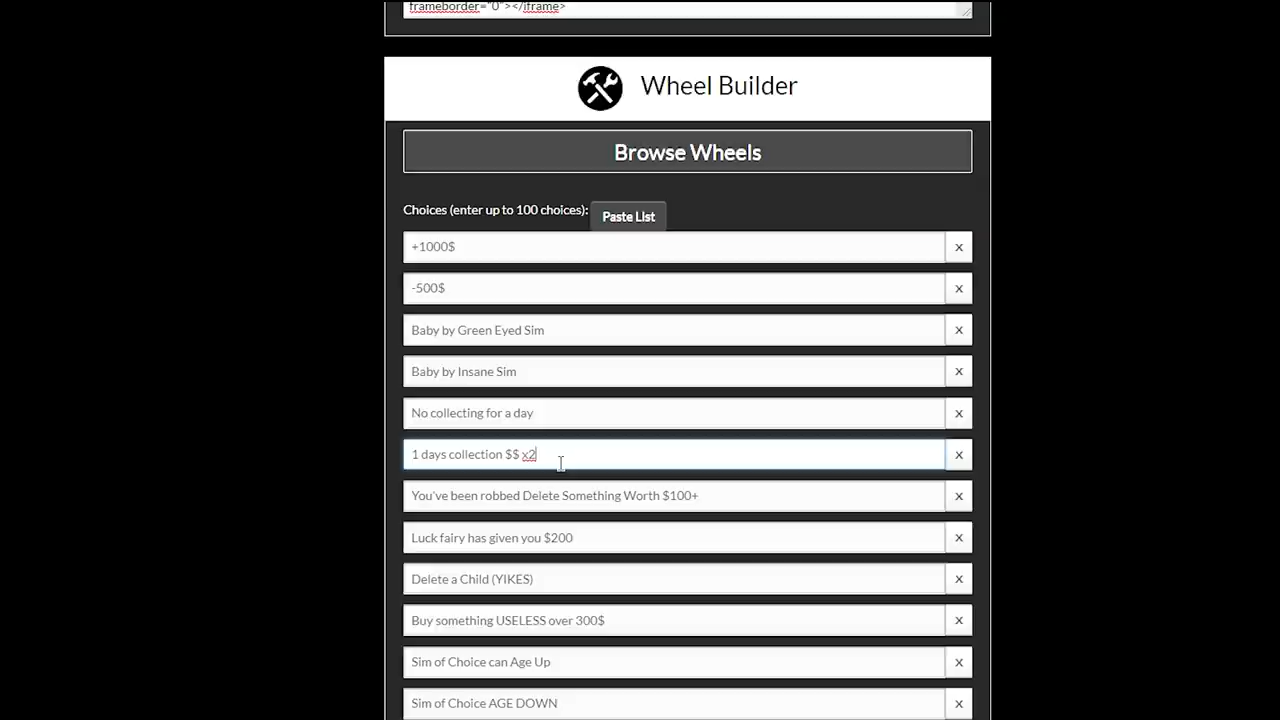 frameborder="0"></iframe>
Wheel Builder
Browse Wheels
Choices (enter up to 100 choices): Paste List
+1000$ x
-500$ x
Baby by Green Eyed Sim x
Baby by Insane Sim x
No collecting for a day x
1 days collection $$ x2 x
You've been robbed Delete Something Worth $100+ x
Luck fairy has given you $200 x
Delete a Child (YIKES) x
Buy something USELESS over 300$ x
Sim of Choice can Age Up x
Sim of Choice AGE DOWN x